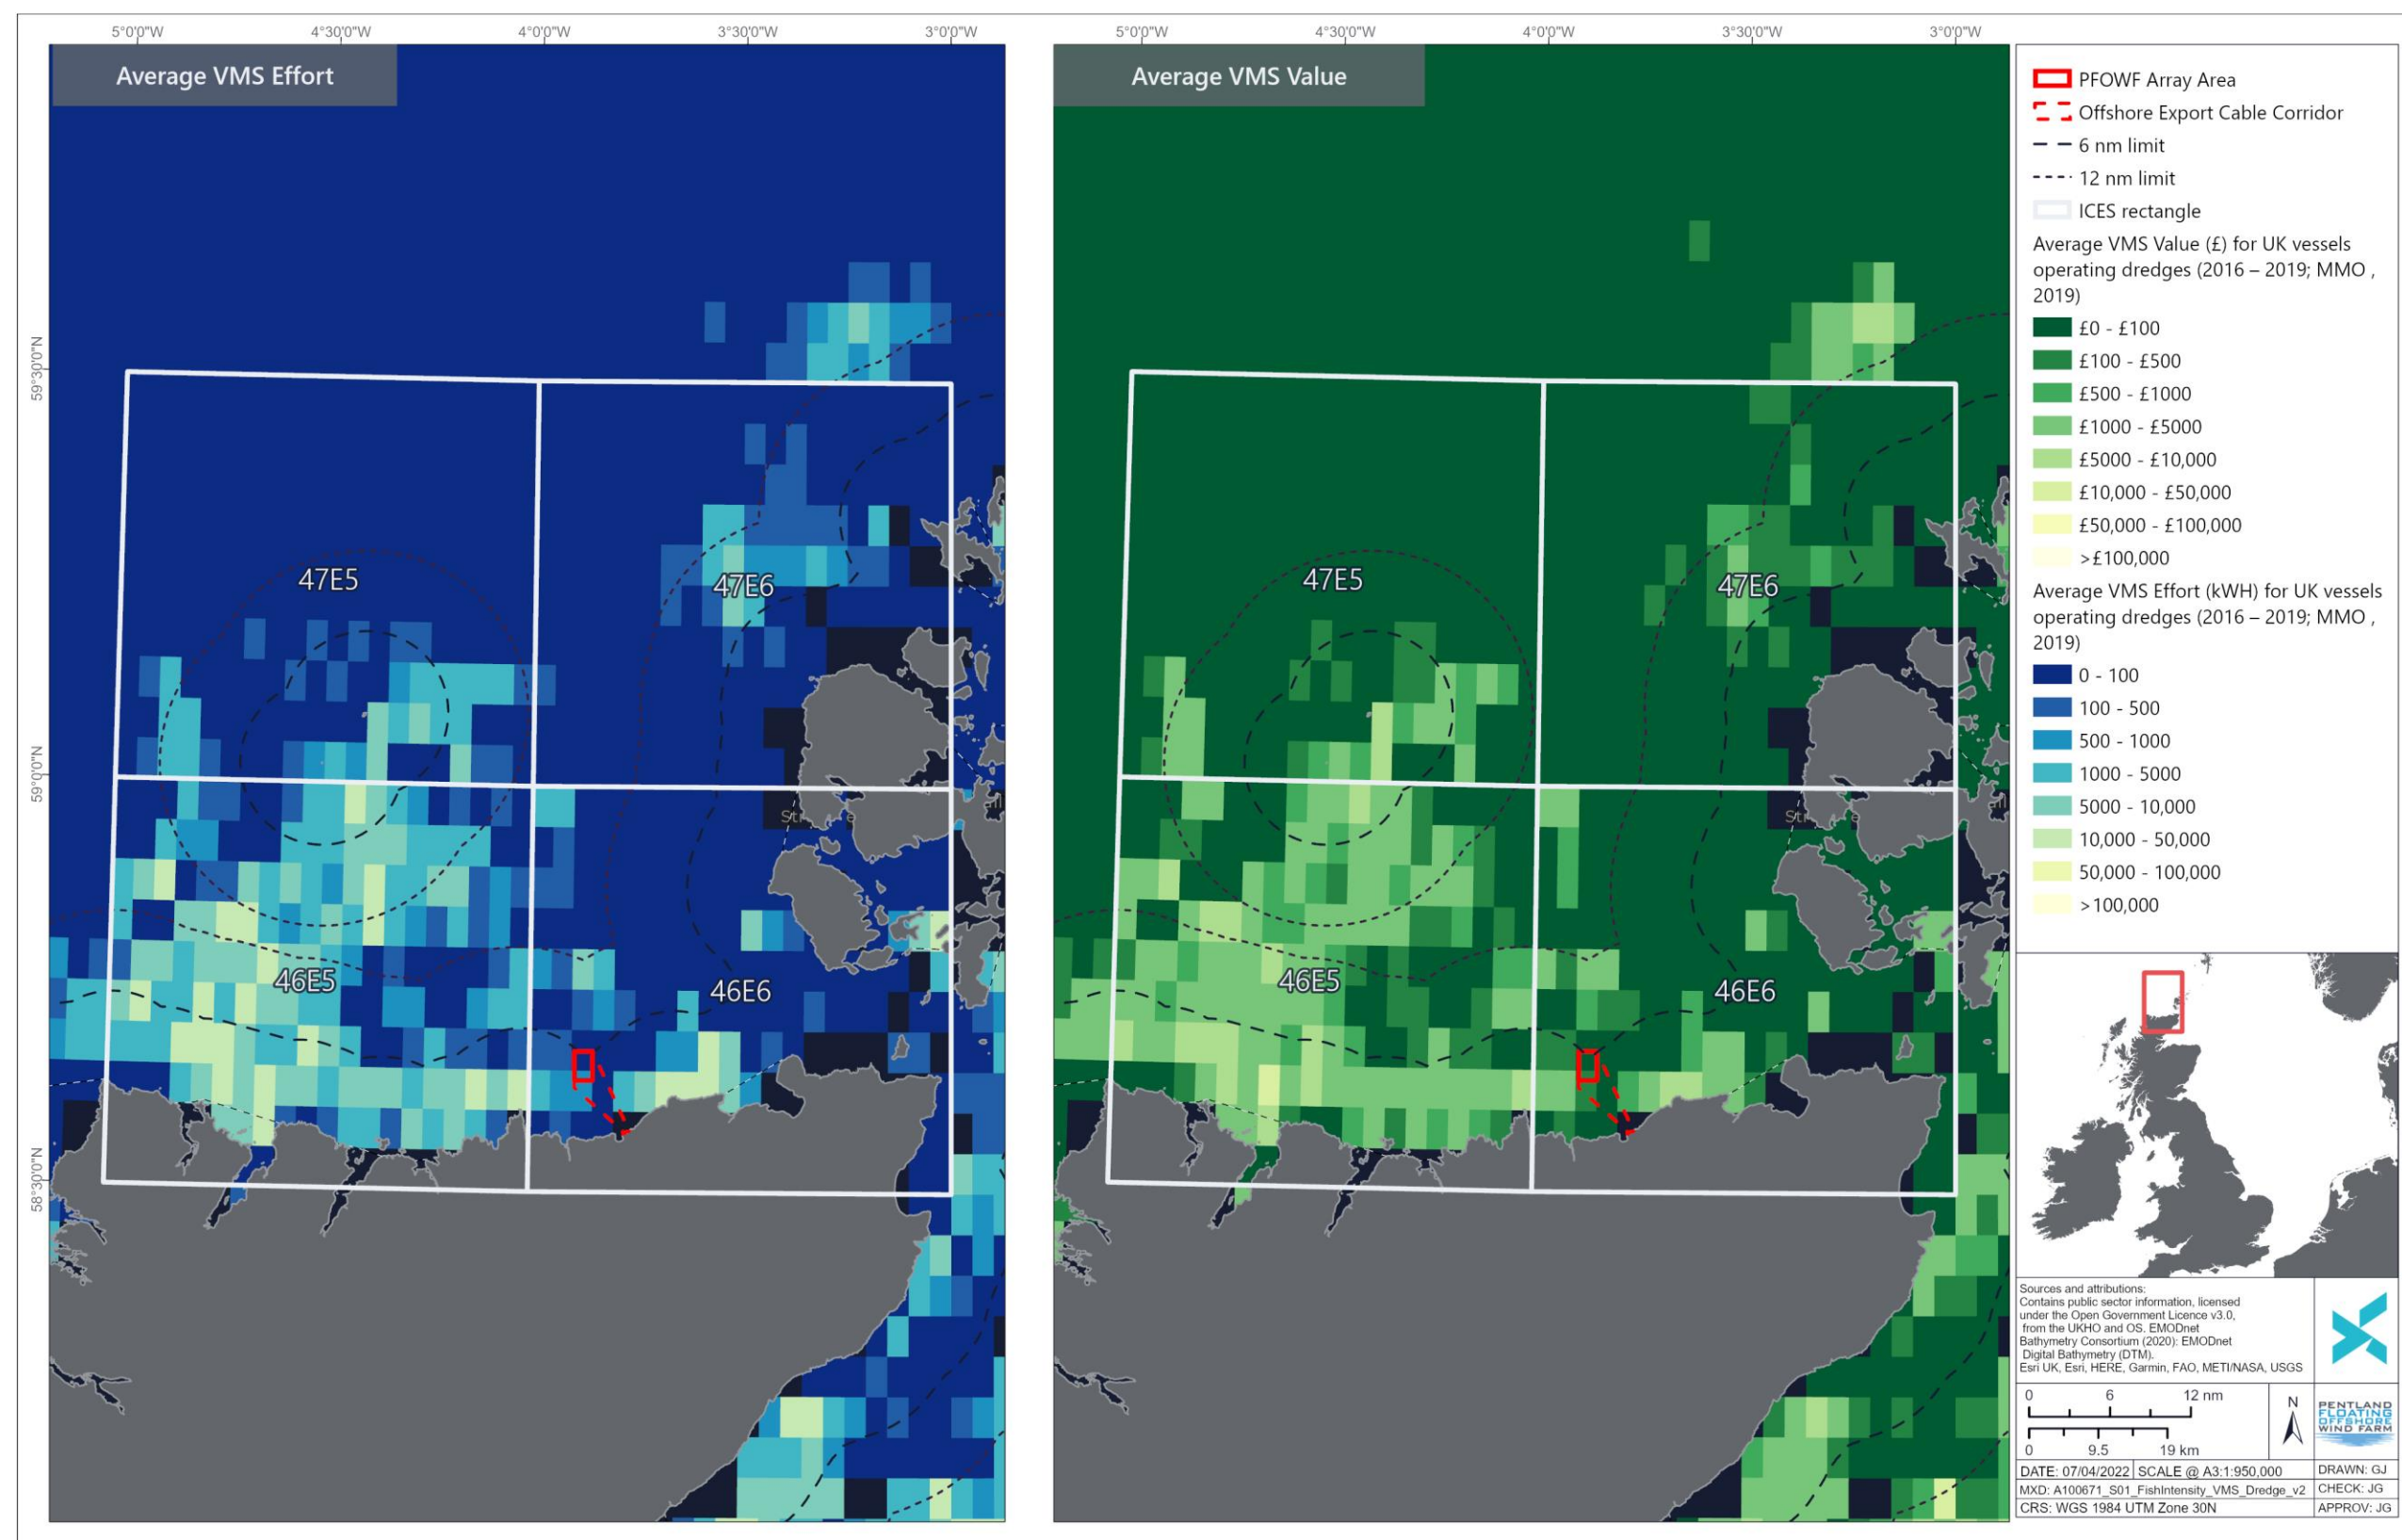 5°0'0"W
4°30'0"W
4°0'0"W
3°30'0"W
3°0'0"W
5°0'0"W
4°30'0"W
4°0'0"W
3°30'0"W
3°0'0"W
Average VMS Effort
Average VMS Value
59°30'0"N
59°0'0"N
58°30'0"N
47E5
47E6
46E5
46E6
47E5
47E6
46E5
46E6
PFOWF Array Area
Offshore Export Cable Corridor
6 nm limit
12 nm limit
ICES rectangle
Average VMS Value (£) for UK vessels
operating dredges (2016 – 2019; MMO ,
2019)
£0 - £100
£100 - £500
£500 - £1000
£1000 - £5000
£5000 - £10,000
£10,000 - £50,000
£50,000 - £100,000
>£100,000
Average VMS Effort (kWH) for UK vessels
operating dredges (2016 – 2019; MMO ,
2019)
0 - 100
100 - 500
500 - 1000
1000 - 5000
5000 - 10,000
10,000 - 50,000
50,000 - 100,000
>100,000
Sources and attributions:
Contains public sector information, licensed
under the Open Government Licence v3.0,
from the UKHO and OS. EMODnet
Bathymetry Consortium (2020): EMODnet
Digital Bathymetry (DTM).
Esri UK, Esri, HERE, Garmin, FAO, METI/NASA, USGS
0 6 12 nm
0 9.5 19 km
N
PENTLAND
FLOATING
OFFSHORE
WIND FARM
DATE: 07/04/2022 SCALE @ A3:1:950,000 DRAWN: GJ
MXD: A100671_S01_FishIntensity_VMS_Dredge_v2 CHECK: JG
CRS: WGS 1984 UTM Zone 30N APPROV: JG